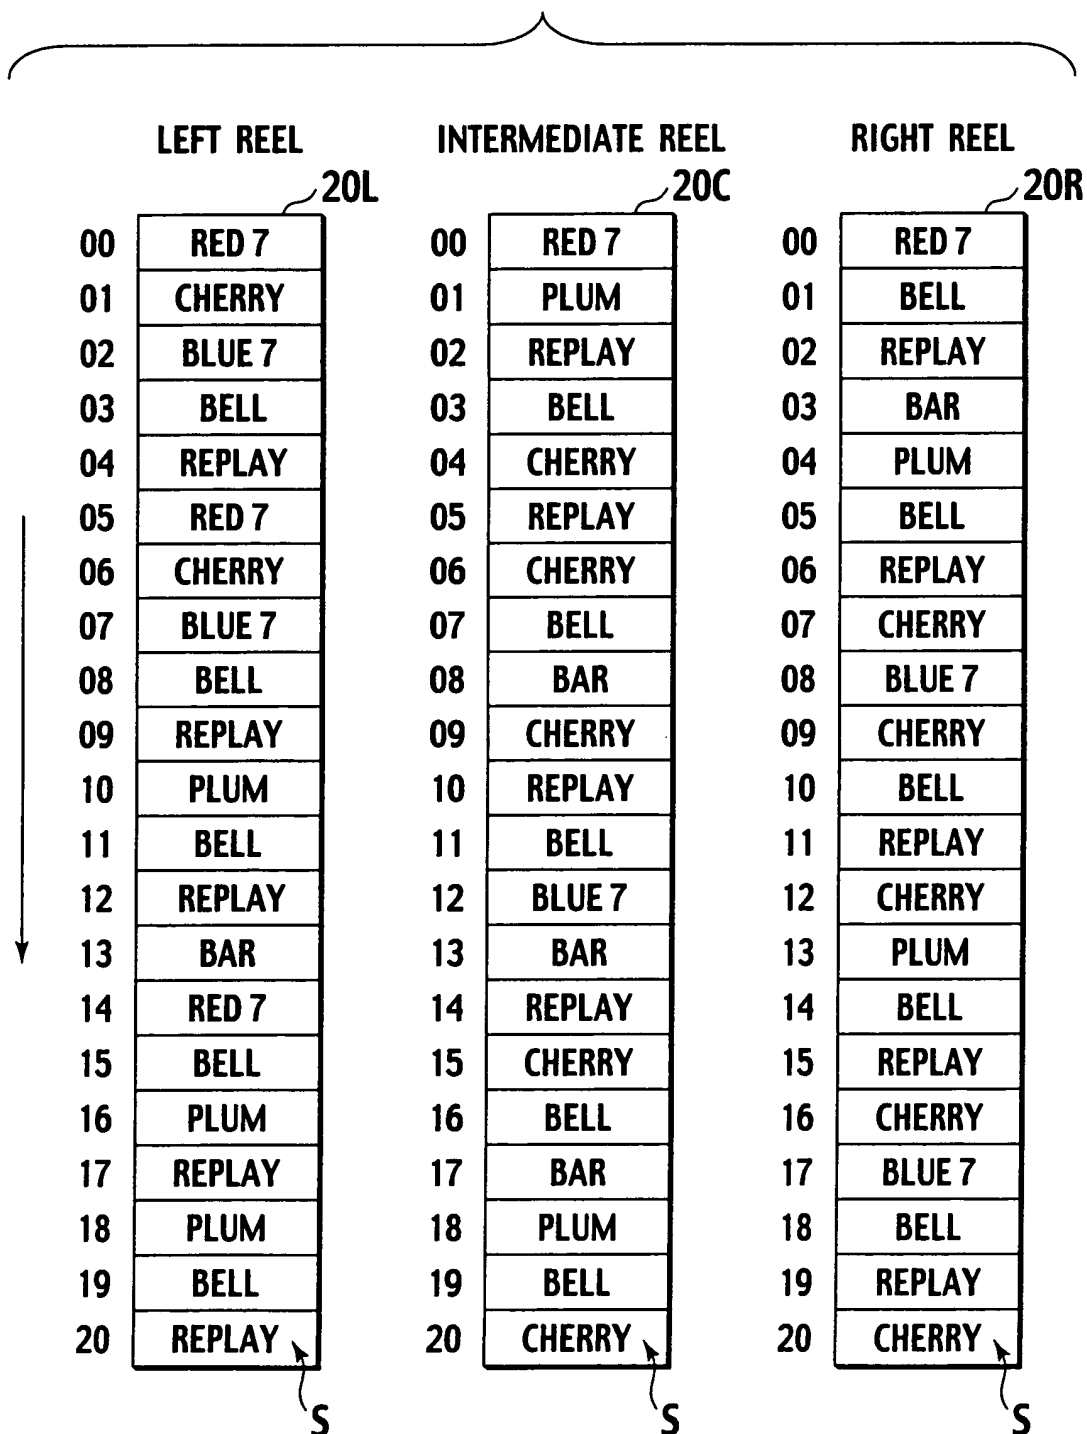 LEFT REEL INTERMEDIATE REEL RIGHT REEL
20L 20C 20R
00 RED 7 00 RED 7 00 RED 7
01 CHERRY 01 PLUM 01 BELL
02 BLUE 7 02 REPLAY 02 REPLAY
03 BELL 03 BELL 03 BAR
04 REPLAY 04 CHERRY 04 PLUM
05 RED 7 05 REPLAY 05 BELL
06 CHERRY 06 CHERRY 06 REPLAY
07 BLUE 7 07 BELL 07 CHERRY
08 BELL 08 BAR 08 BLUE 7
09 REPLAY 09 CHERRY 09 CHERRY
10 PLUM 10 REPLAY 10 BELL
11 BELL 11 BELL 11 REPLAY
12 REPLAY 12 BLUE 7 12 CHERRY
13 BAR 13 BAR 13 PLUM
14 RED 7 14 REPLAY 14 BELL
15 BELL 15 CHERRY 15 REPLAY
16 PLUM 16 BELL 16 CHERRY
17 REPLAY 17 BAR 17 BLUE 7
18 PLUM 18 PLUM 18 BELL
19 BELL 19 BELL 19 REPLAY
20 REPLAY 20 CHERRY 20 CHERRY
S S S